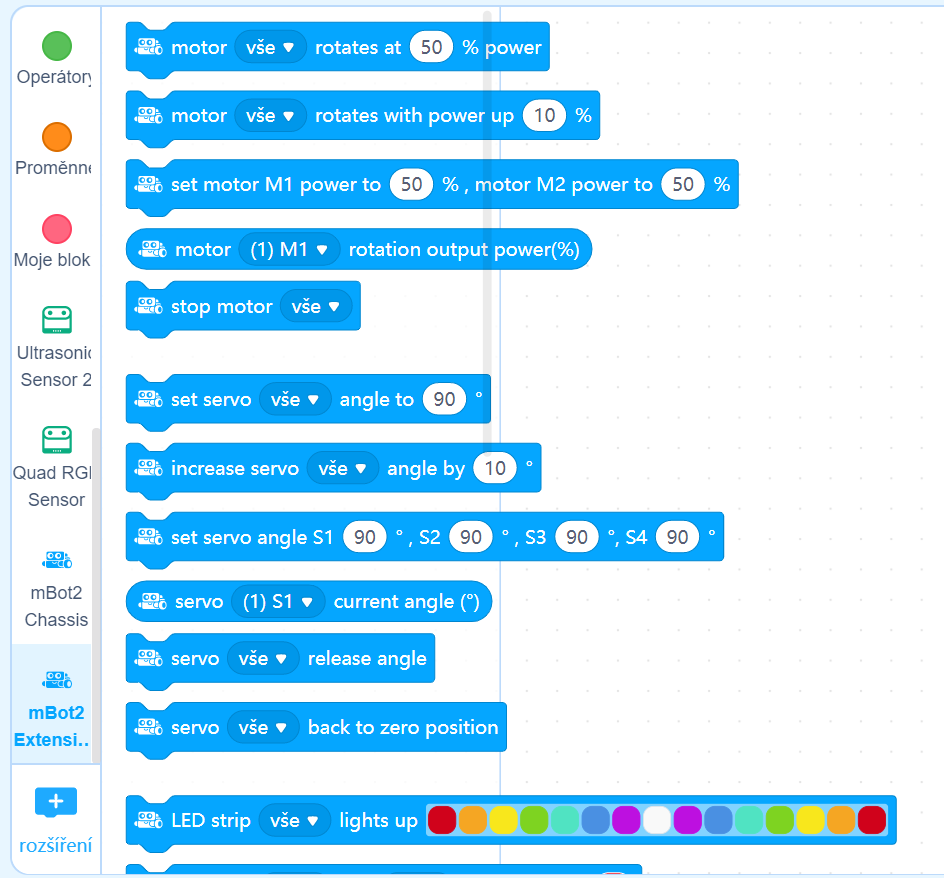 Operátory
Proměnné
Moje blok
Ultrasonic
Sensor 2
Quad RGB
Sensor
mBot2
Chassis
mBot2
Extensi...
rozšíření
motor vše ▼ rotates at 50 % power
motor vše ▼ rotates with power up 10 %
set motor M1 power to 50 % , motor M2 power to 50 %
motor (1) M1 ▼ rotation output power(%)
stop motor vše ▼
set servo vše ▼ angle to 90 °
increase servo vše ▼ angle by 10 °
set servo angle S1 90 ° , S2 90 ° , S3 90 °, S4 90 °
servo (1) S1 ▼ current angle (°)
servo vše ▼ release angle
servo vše ▼ back to zero position
LED strip vše ▼ lights up